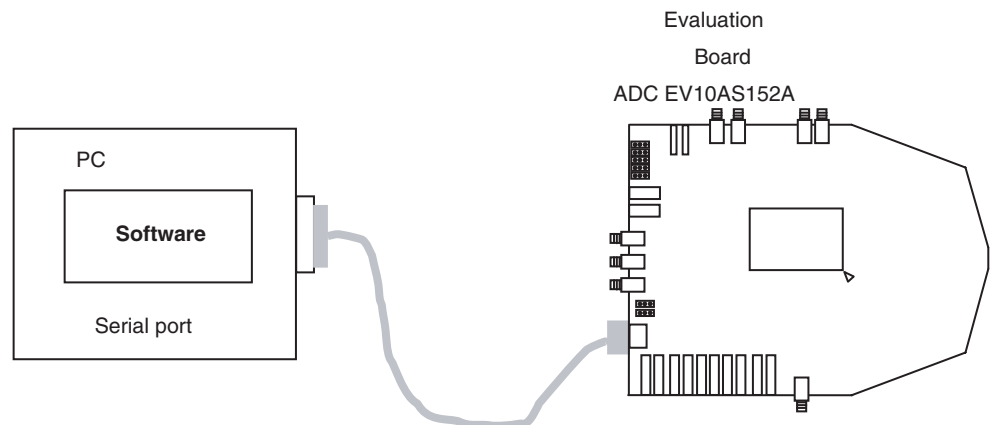 Evaluation
Board
ADC EV10AS152A
PC
Software
Serial port